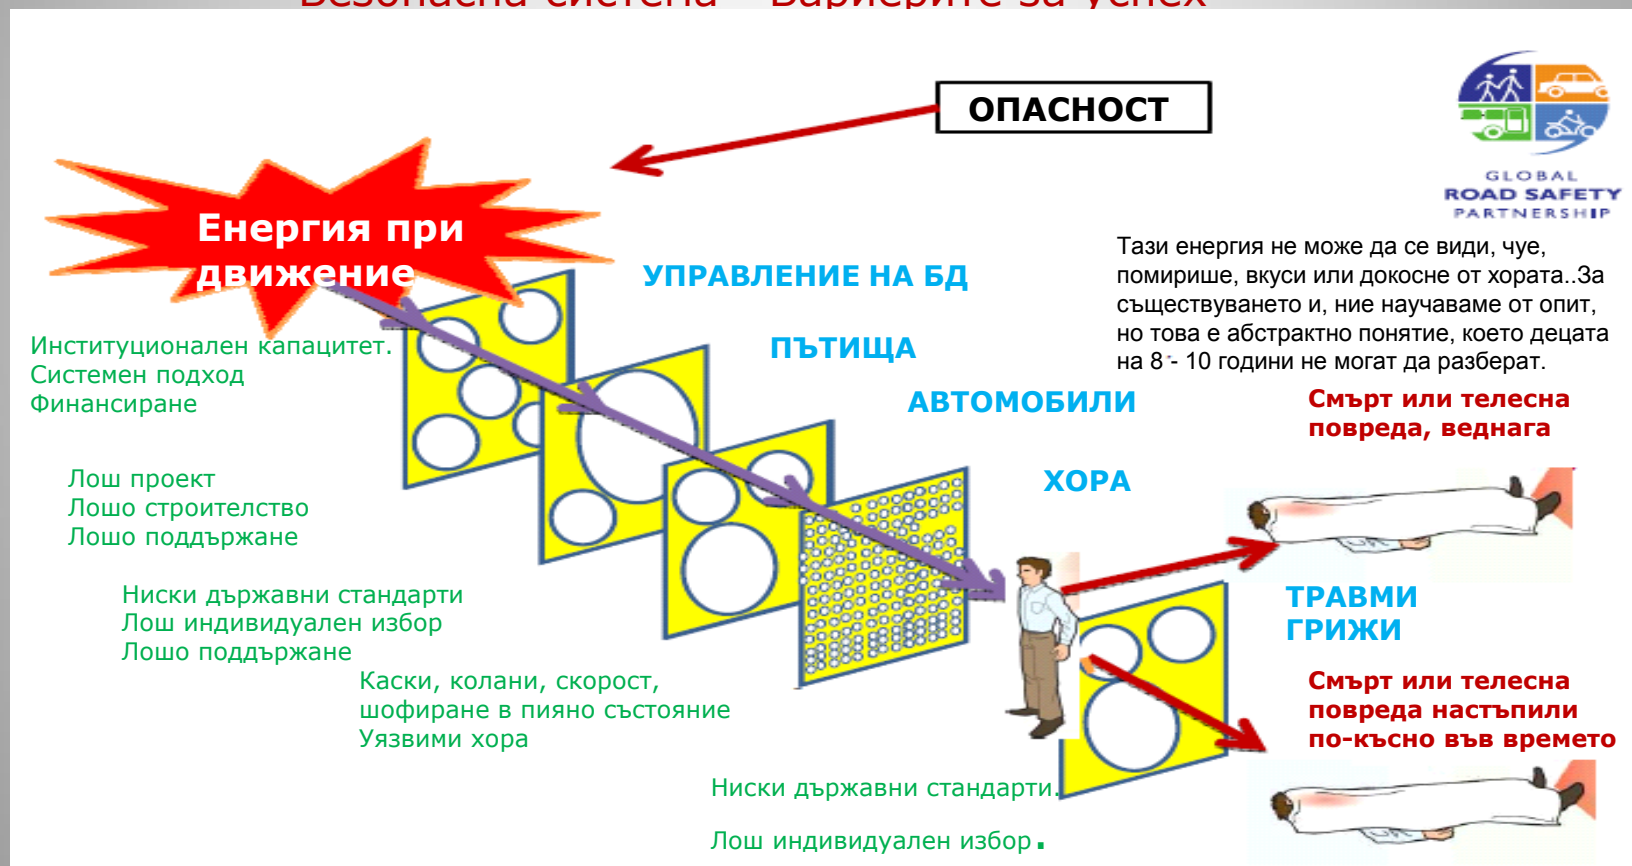 Безопасна система – Бариерите за успех
ОПАСНОСТ
GLOBAL
ROAD SAFETY
PARTNERSHIP
Енергия при
движение
Тази енергия не може да се види, чуе,
помирише, вкуси или докосне от хората..За
съществуването и, ние научаваме от опит,
но това е абстрактно понятие, което децата
на 8 - 10 години не могат да разберат.
УПРАВЛЕНИЕ НА БД
ПЪТИЩА
АВТОМОБИЛИ
ХОРА
Институционален капацитет.
Системен подход
Финансиране
Смърт или телесна
повреда, веднага
Лош проект
Лошо строителство
Лошо поддържане
Ниски държавни стандарти
Лош индивидуален избор
Лошо поддържане
ТРАВМИ
ГРИЖИ
Каски, колани, скорост,
шофиране в пияно състояние
Уязвими хора
Смърт или телесна
повреда настъпили
по-късно във времето
Ниски държавни стандарти.
Лош индивидуален избор.